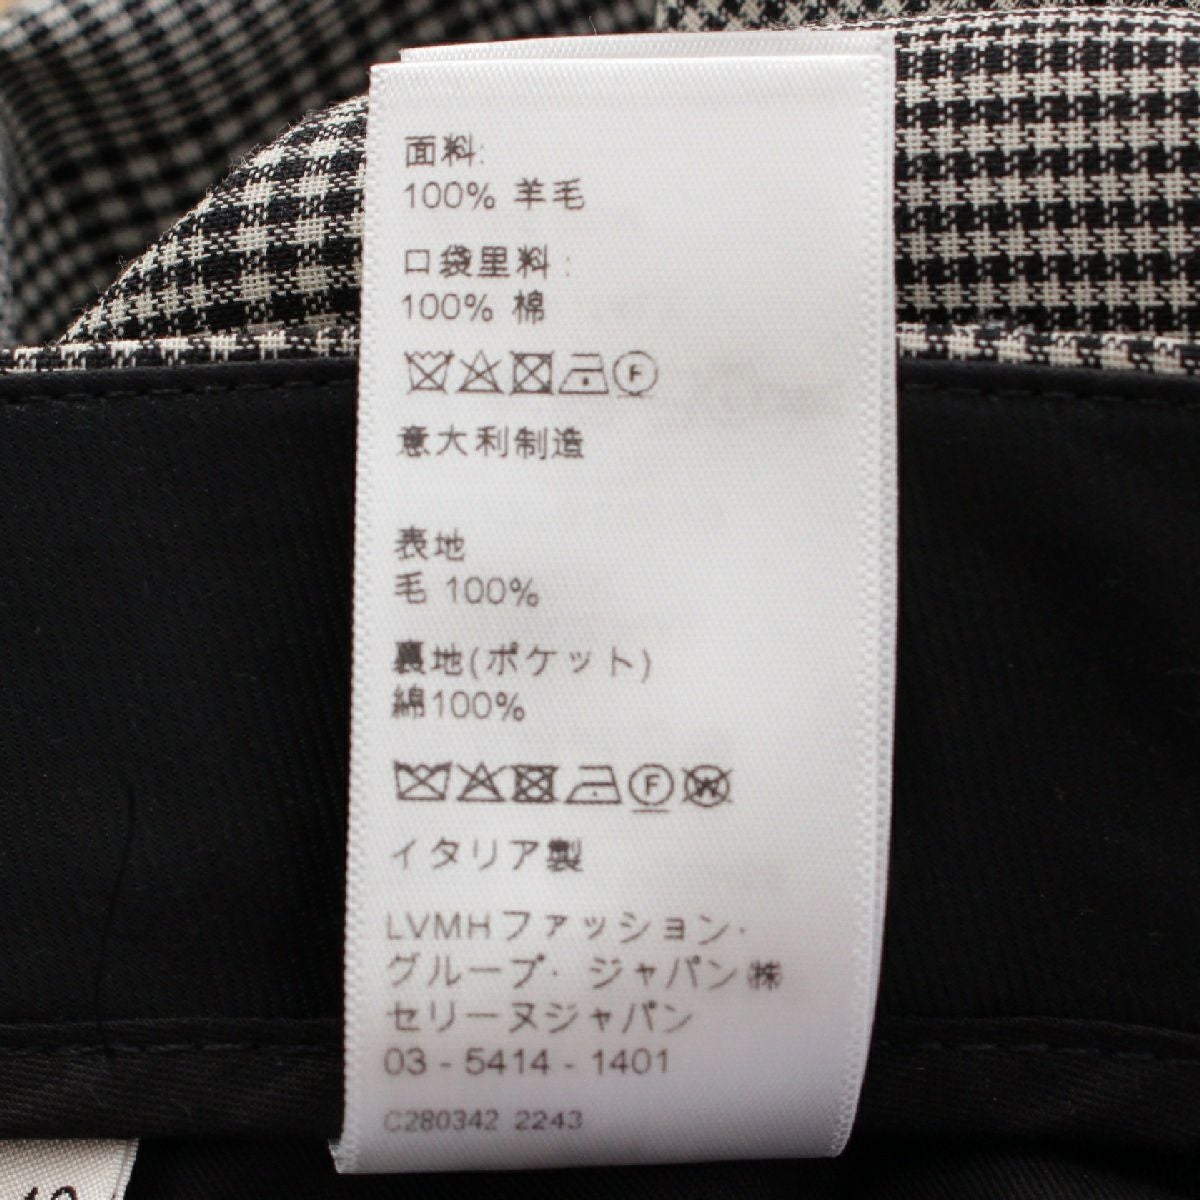 面料:
100% 羊毛
口袋里料:
100% 棉
F
意大利制造
表地
毛 100%
裏地(ポケット)
綿100%
F W
イタリア製
LVMHファッション・
グループ・ジャパン㈱
セリーヌジャパン
03 - 5414 - 1401
C280342 2243